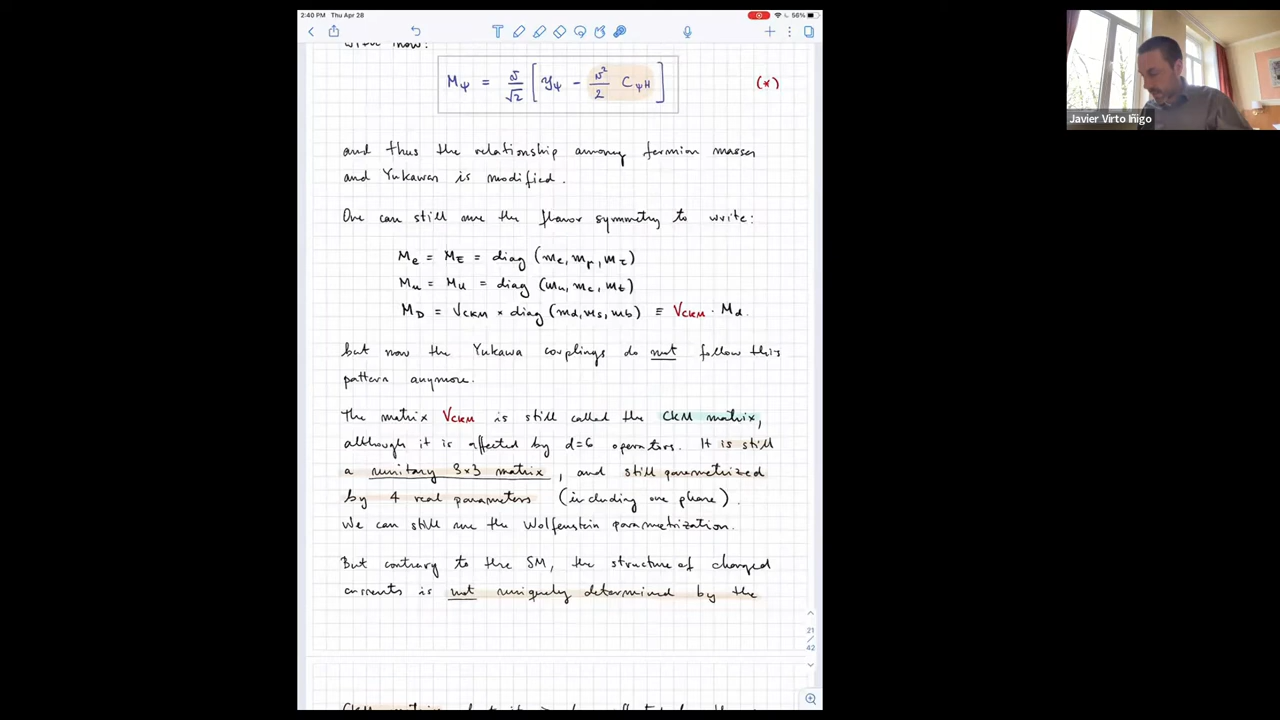 2:40 PM Thu Apr 28
56%
M_ψ = v/√2 [ y_ψ - v²/2 C_ψH ] (*)
and thus the relationship among fermion masses
and Yukawas is modified.
One can still use the flavor symmetry to write:
M_e = M_E = diag (m_e, m_μ, m_τ)
M_u = M_U = diag (m_u, m_c, m_t)
M_D = V_CKM × diag (m_d, m_s, m_b) ≡ V_CKM · M_d.
but now the Yukawa couplings do not follow this
pattern anymore.
The matrix V_CKM is still called the CKM matrix,
although it is affected by d=6 operators. It is still
a unitary 3×3 matrix, and still parametrized
by 4 real parameters (including one phase).
We can still use the Wolfenstein parametrization.
But contrary to the SM, the structure of charged
currents is not uniquely determined by the
21
/
42
Javier Virto Iñigo